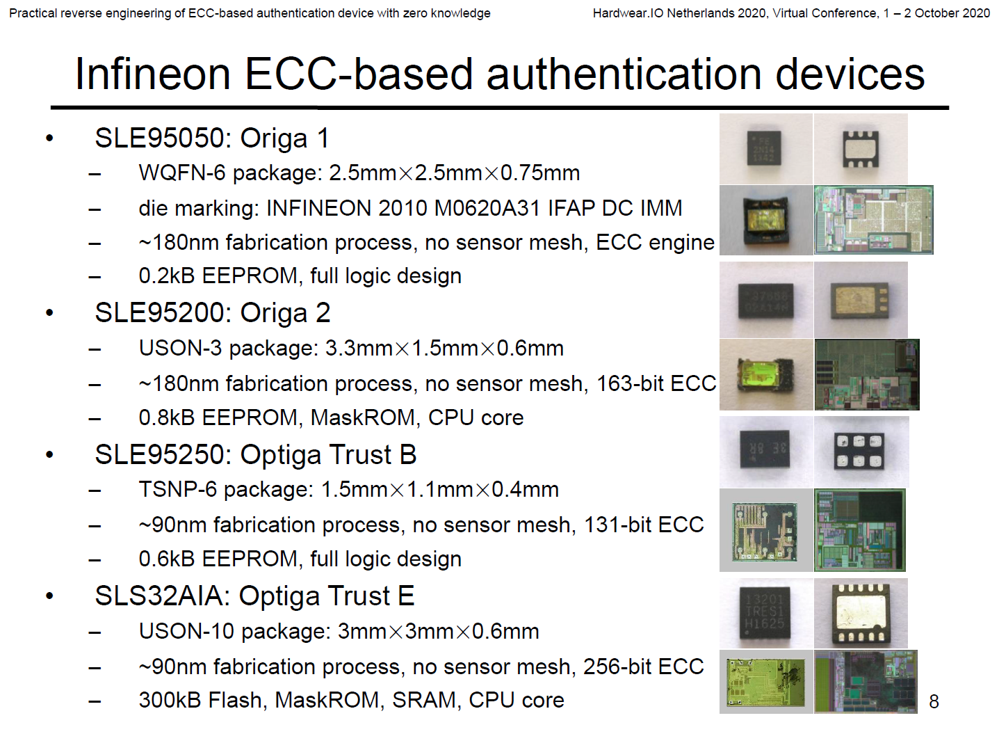 Practical reverse engineering of ECC-based authentication device with zero knowledge
Hardwear.IO Netherlands 2020, Virtual Conference, 1 – 2 October 2020
Infineon ECC-based authentication devices
• SLE95050: Origa 1
– WQFN-6 package: 2.5mm×2.5mm×0.75mm
– die marking: INFINEON 2010 M0620A31 IFAP DC IMM
– ~180nm fabrication process, no sensor mesh, ECC engine
– 0.2kB EEPROM, full logic design
• SLE95200: Origa 2
– USON-3 package: 3.3mm×1.5mm×0.6mm
– ~180nm fabrication process, no sensor mesh, 163-bit ECC
– 0.8kB EEPROM, MaskROM, CPU core
• SLE95250: Optiga Trust B
– TSNP-6 package: 1.5mm×1.1mm×0.4mm
– ~90nm fabrication process, no sensor mesh, 131-bit ECC
– 0.6kB EEPROM, full logic design
• SLS32AIA: Optiga Trust E
– USON-10 package: 3mm×3mm×0.6mm
– ~90nm fabrication process, no sensor mesh, 256-bit ECC
– 300kB Flash, MaskROM, SRAM, CPU core
FE
2N14
1342
3E 8R
13201
TRES1
H1625
8